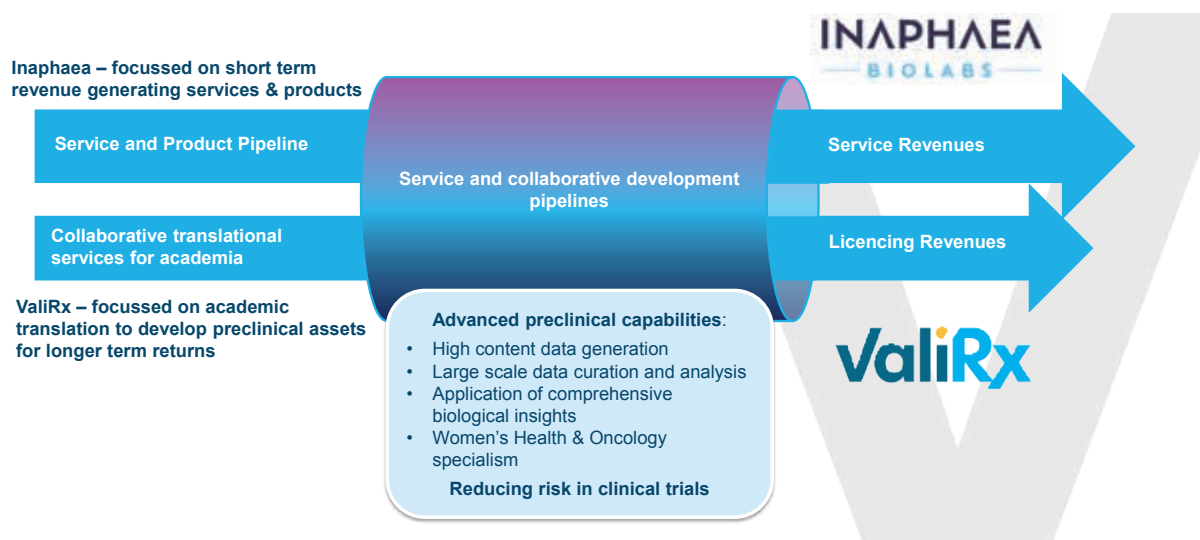 INAPHAEA
BIOLABS
Inaphaea – focussed on short term
revenue generating services & products
Service and Product Pipeline
Service and collaborative development
pipelines
Service Revenues
Collaborative translational
services for academia
Licencing Revenues
ValiRx – focussed on academic
translation to develop preclinical assets
for longer term returns
Advanced preclinical capabilities:
• High content data generation
• Large scale data curation and analysis
• Application of comprehensive
biological insights
• Women's Health & Oncology
specialism
Reducing risk in clinical trials
ValiRx